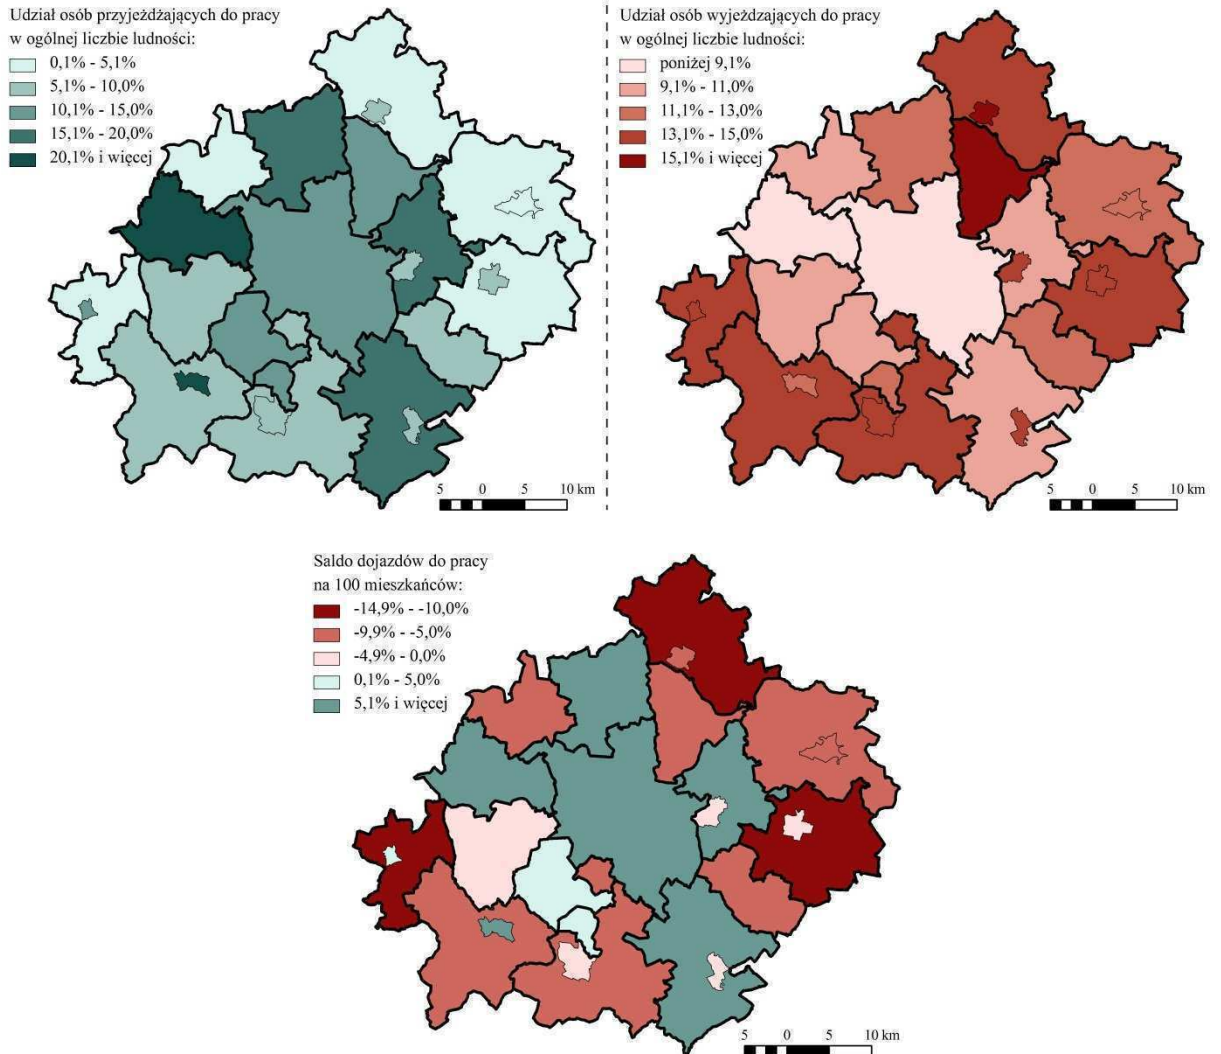 Udział osób przyjeżdżających do pracy
w ogólnej liczbie ludności:
0,1% - 5,1%
5,1% - 10,0%
10,1% - 15,0%
15,1% - 20,0%
20,1% i więcej
5 0 5 10 km
Udział osób wyjeżdzających do pracy
w ogólnej liczbie ludności:
poniżej 9,1%
9,1% - 11,0%
11,1% - 13,0%
13,1% - 15,0%
15,1% i więcej
5 0 5 10 km
Saldo dojazdów do pracy
na 100 mieszkańców:
-14,9% - -10,0%
-9,9% - -5,0%
-4,9% - 0,0%
0,1% - 5,0%
5,1% i więcej
5 0 5 10 km